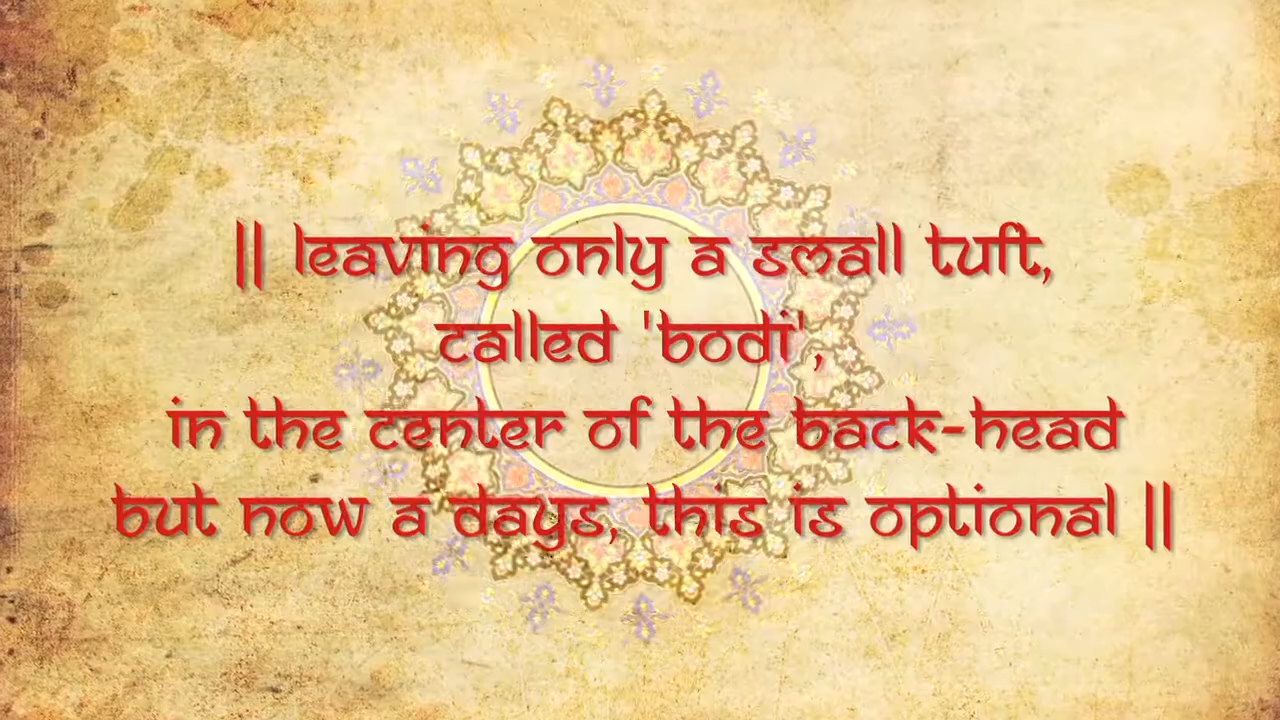 || leaving only a small tuft,
called 'bodi',
in the center of the back-head
but now a days, this is optional ||